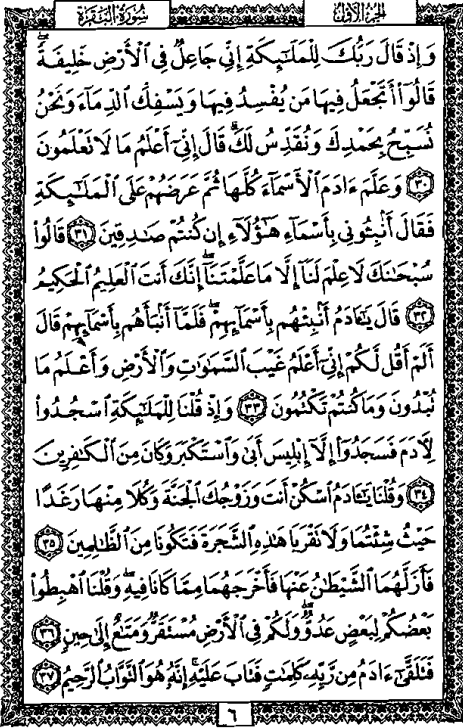 الجزء الأول
سورة البقرة
وَإِذْ قَالَ رَبُّكَ لِلْمَلَٰٓئِكَةِ إِنِّى جَاعِلٌ فِى ٱلْأَرْضِ خَلِيفَةً ۖ
قَالُوٓا۟ أَتَجْعَلُ فِيهَا مَن يُفْسِدُ فِيهَا وَيَسْفِكُ ٱلدِّمَآءَ وَنَحْنُ
نُسَبِّحُ بِحَمْدِكَ وَنُقَدِّسُ لَكَ ۖ قَالَ إِنِّىٓ أَعْلَمُ مَا لَا تَعْلَمُونَ
٣٠ وَعَلَّمَ ءَادَمَ ٱلْأَسْمَآءَ كُلَّهَا ثُمَّ عَرَضَهُمْ عَلَى ٱلْمَلَٰٓئِكَةِ
فَقَالَ أَنۢبِـُٔونِى بِأَسْمَآءِ هَٰٓؤُلَآءِ إِن كُنتُمْ صَٰدِقِينَ ٣١ قَالُوا۟
سُبْحَٰنَكَ لَا عِلْمَ لَنَآ إِلَّا مَا عَلَّمْتَنَآ ۖ إِنَّكَ أَنتَ ٱلْعَلِيمُ ٱلْحَكِيمُ
٣٢ قَالَ يَٰٓـَٔادَمُ أَنۢبِئْهُم بِأَسْمَآئِهِمْ ۖ فَلَمَّآ أَنۢبَأَهُم بِأَسْمَآئِهِمْ قَالَ
أَلَمْ أَقُل لَّكُمْ إِنِّىٓ أَعْلَمُ غَيْبَ ٱلسَّمَٰوَٰتِ وَٱلْأَرْضِ وَأَعْلَمُ مَا
تُبْدُونَ وَمَا كُنتُمْ تَكْتُمُونَ ٣٣ وَإِذْ قُلْنَا لِلْمَلَٰٓئِكَةِ ٱسْجُدُوا۟
لِـَٔادَمَ فَسَجَدُوٓا۟ إِلَّآ إِبْلِيسَ أَبَىٰ وَٱسْتَكْبَرَ وَكَانَ مِنَ ٱلْكَٰفِرِينَ
٣٤ وَقُلْنَا يَٰٓـَٔادَمُ ٱسْكُنْ أَنتَ وَزَوْجُكَ ٱلْجَنَّةَ وَكُلَا مِنْهَا رَغَدًا
حَيْثُ شِئْتُمَا وَلَا تَقْرَبَا هَٰذِهِ ٱلشَّجَرَةَ فَتَكُونَا مِنَ ٱلظَّٰلِمِينَ ٣٥
فَأَزَلَّهُمَا ٱلشَّيْطَٰنُ عَنْهَا فَأَخْرَجَهُمَا مِمَّا كَانَا فِيهِ ۖ وَقُلْنَا ٱهْبِطُوا۟
بَعْضُكُمْ لِبَعْضٍ عَدُوٌّ ۖ وَلَكُمْ فِى ٱلْأَرْضِ مُسْتَقَرٌّ وَمَتَٰعٌ إِلَىٰ حِينٍ ٣٦
فَتَلَقَّىٰٓ ءَادَمُ مِن رَّبِّهِۦ كَلِمَٰتٍ فَتَابَ عَلَيْهِ ۚ إِنَّهُۥ هُوَ ٱلتَّوَّابُ ٱلرَّحِيمُ ٣٧
٦